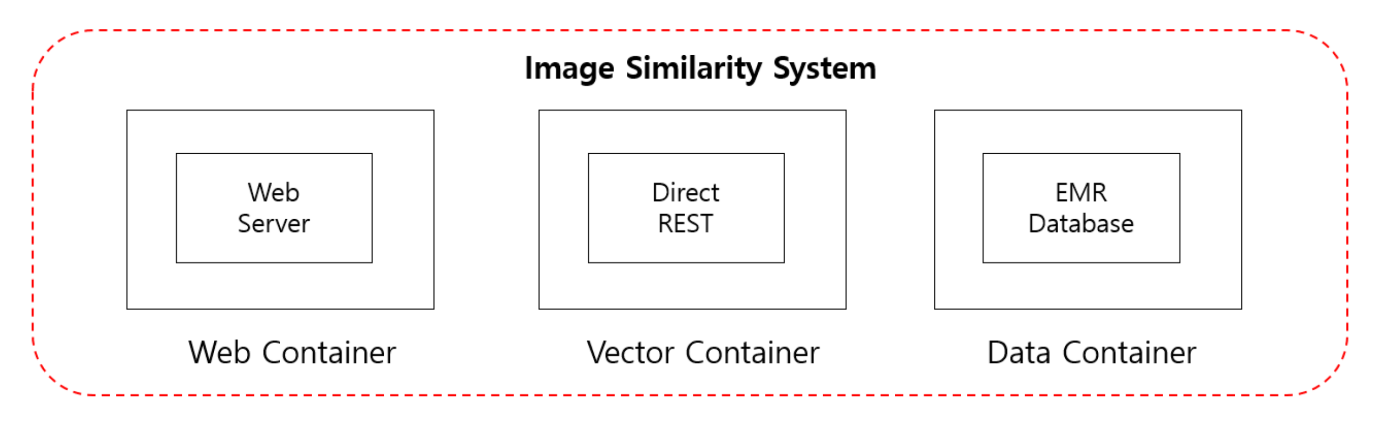 Image Similarity System
Web
Server
Direct
REST
EMR
Database
Web Container
Vector Container
Data Container